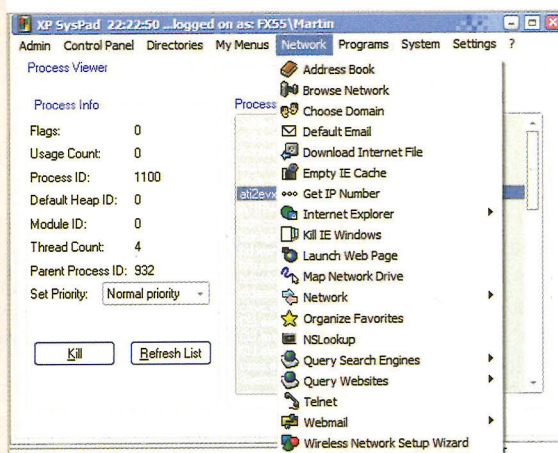 XP SysPad 22:22:50 ...logged on as: FX55\Martin
Admin Control Panel Directories My Menus Network Programs System Settings ?
Process Viewer
Process Info
Flags: 0
Usage Count: 0
Process ID: 1100
Default Heap ID: 0
Module ID: 0
Thread Count: 4
Parent Process ID: 932
Set Priority: Normal priority
Kill
Refresh List
Process
Address Book
Browse Network
Choose Domain
Default Email
Download Internet File
Empty IE Cache
Get IP Number
Internet Explorer
Kill IE Windows
Launch Web Page
Map Network Drive
Network
Organize Favorites
NSLookup
Query Search Engines
Query Websites
Telnet
Webmail
Wireless Network Setup Wizard